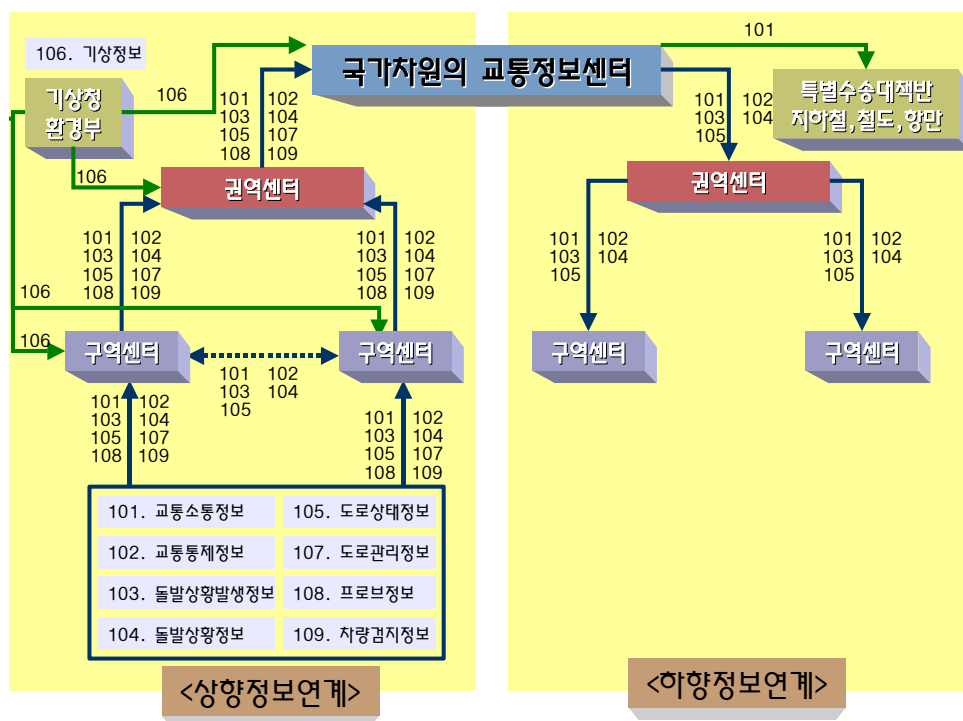 106. 기상정보
국가차원의 교통정보센터
기상청
환경부
106
101 102
103 104
105 107
108 109
106
권역센터
101 102
103 104
105 107
108 109
101 102
103 104
105 107
108 109
106
106
구역센터
구역센터
101 102
103 104
105
101 102
103 104
105 107
108 109
101 102
103 104
105 107
108 109
101. 교통소통정보
102. 교통통제정보
103. 돌발상황발생정보
104. 돌발상황정보
105. 도로상태정보
107. 도로관리정보
108. 프로브정보
109. 차량검지정보
<상향정보연계>
101
특별수송대책반
지하철,철도,항만
101 102
103 104
105
권역센터
101 102
103 104
105
101 102
103 104
105
구역센터
구역센터
<하향정보연계>